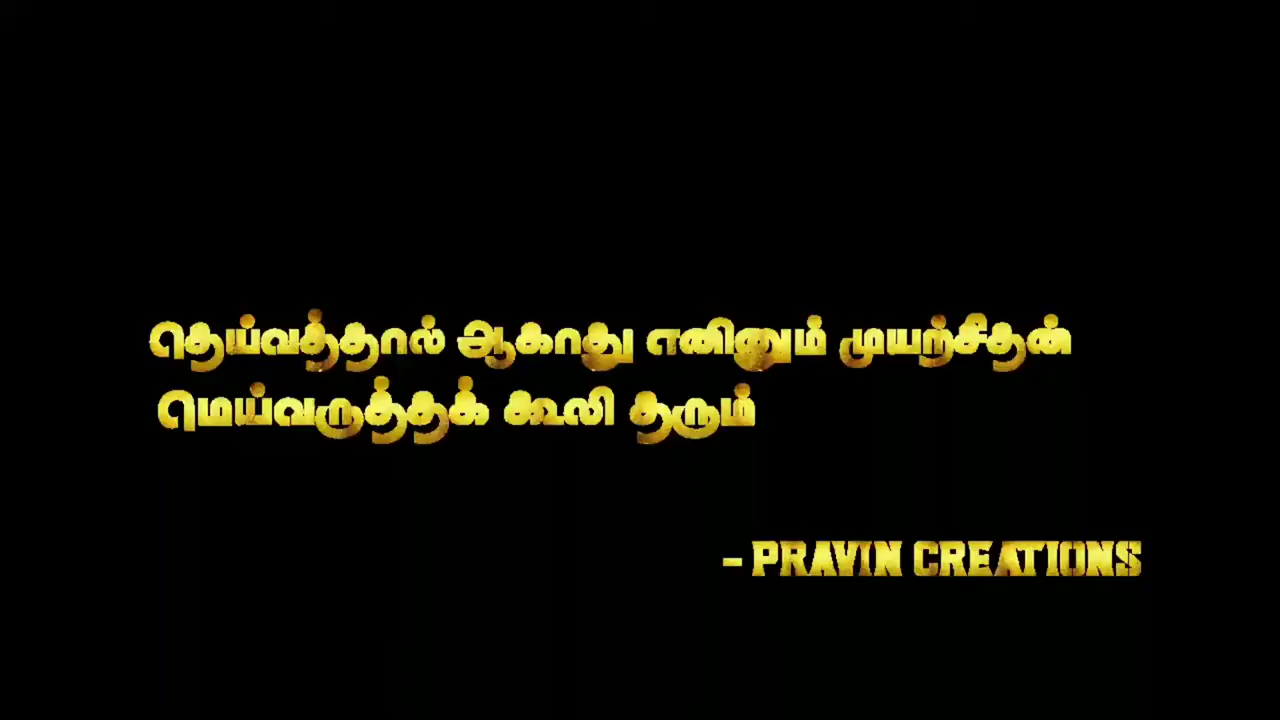 தெய்வத்தால் ஆகாது எனினும் முயற்சிதன்
மெய்வருத்தக் கூலி தரும்
- PRAVIN CREATIONS